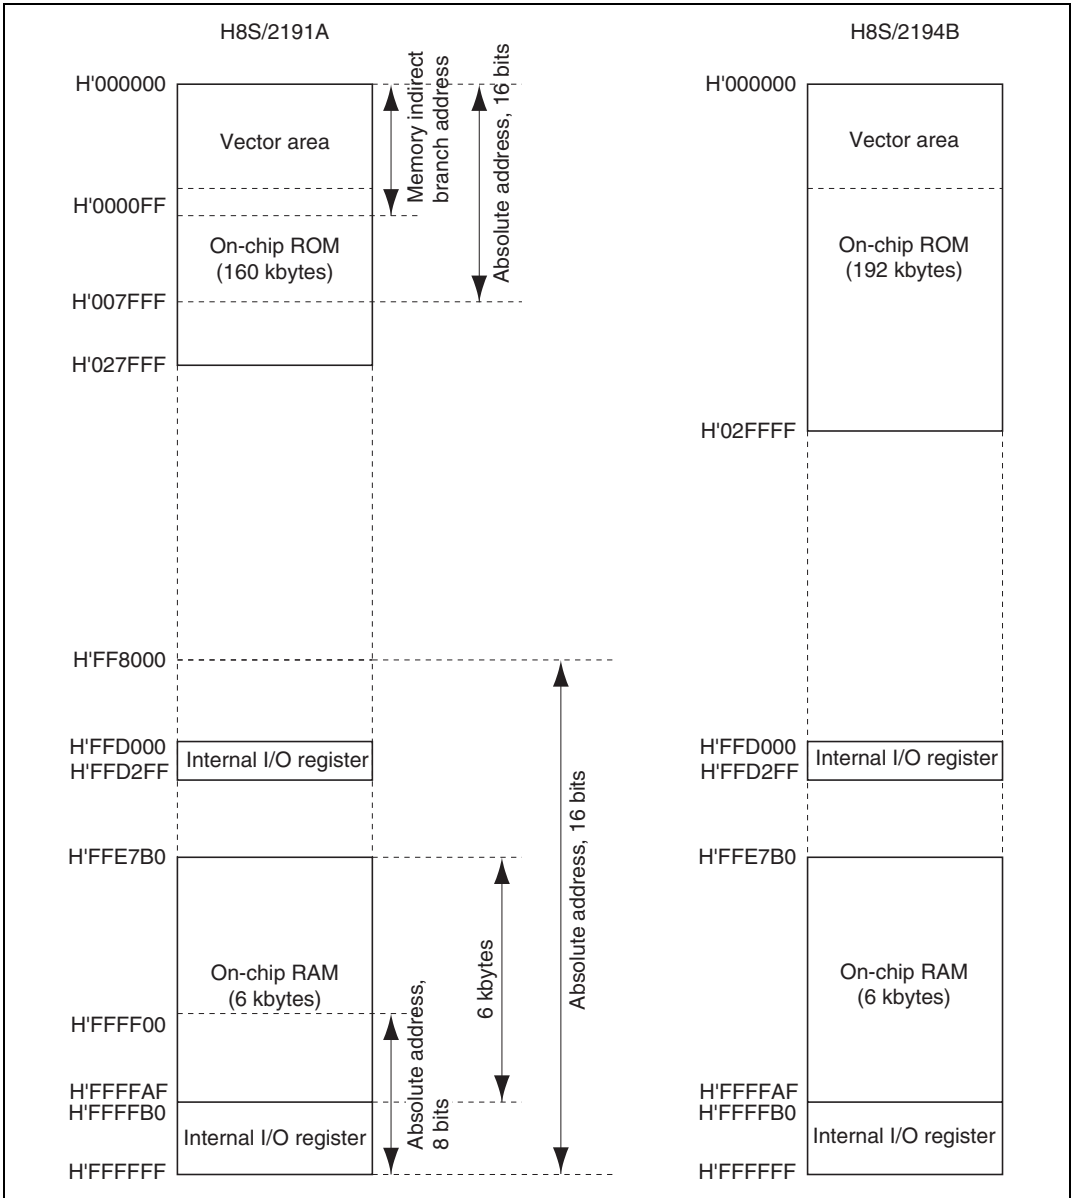 H8S/2191A
H'000000
Vector area
H'0000FF
On-chip ROM
(160 kbytes)
H'007FFF
H'027FFF
Memory indirect
branch address
Absolute address, 16 bits
H'FF8000
H'FFD000
Internal I/O register
H'FFD2FF
H'FFE7B0
On-chip RAM
(6 kbytes)
H'FFFF00
H'FFFFAF
H'FFFFB0
Internal I/O register
H'FFFFFF
Absolute address,
8 bits
6 kbytes
Absolute address, 16 bits
H8S/2194B
H'000000
Vector area
On-chip ROM
(192 kbytes)
H'02FFFF
H'FFD000
Internal I/O register
H'FFD2FF
H'FFE7B0
On-chip RAM
(6 kbytes)
H'FFFFAF
H'FFFFB0
Internal I/O register
H'FFFFFF